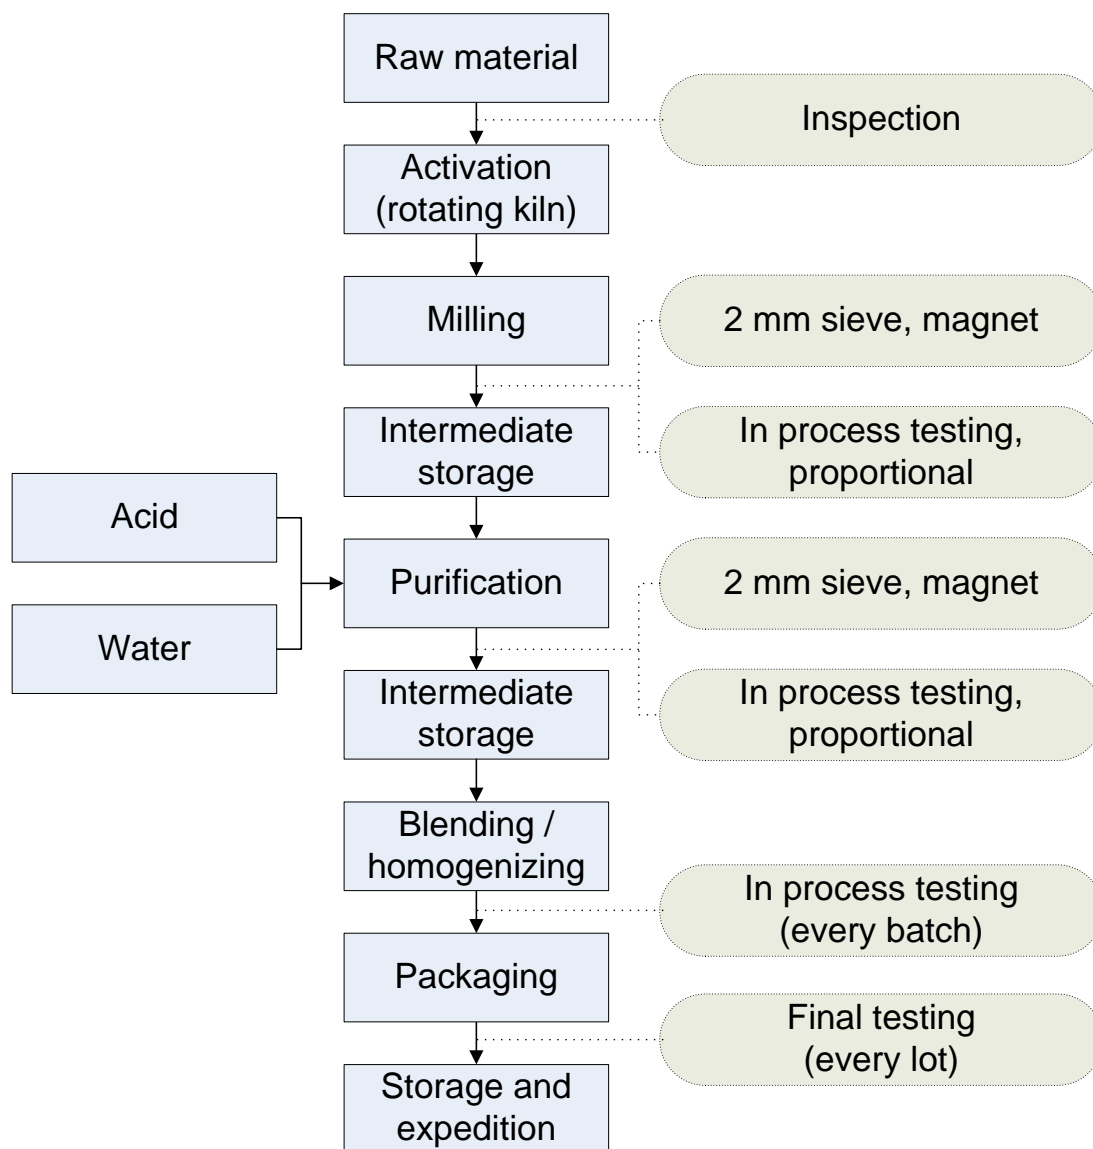 Raw material
Inspection
Activation
(rotating kiln)
Milling
2 mm sieve, magnet
Intermediate
storage
In process testing,
proportional
Acid
Purification
2 mm sieve, magnet
Water
Intermediate
storage
In process testing,
proportional
Blending /
homogenizing
In process testing
(every batch)
Packaging
Final testing
(every lot)
Storage and
expedition